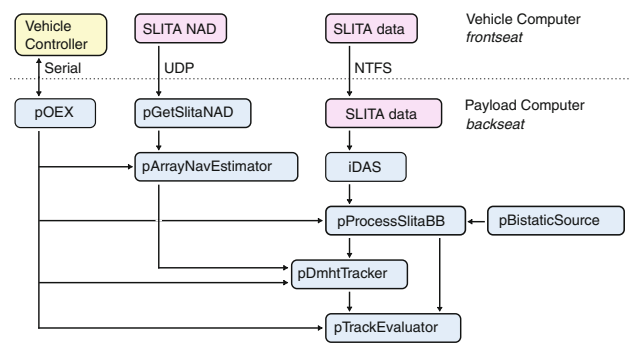 Vehicle
Controller
SLITA NAD
SLITA data
Vehicle Computer
frontseat
Serial
UDP
NTFS
pOEX
pGetSlitaNAD
SLITA data
Payload Computer
backseat
pArrayNavEstimator
iDAS
pProcessSlitaBB
pBistaticSource
pDmhtTracker
pTrackEvaluator